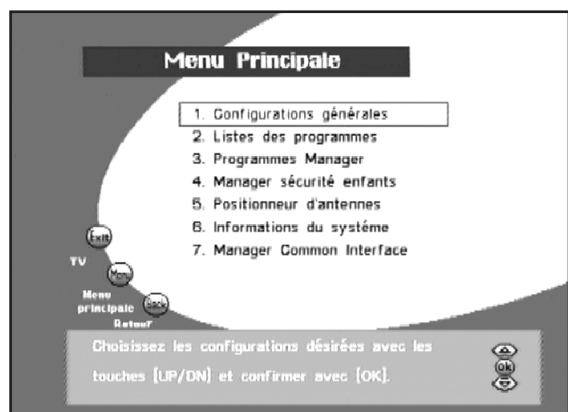 Menu Principale
1. Configurations générales
2. Listes des programmes
3. Programmes Manager
4. Manager sécurité enfants
5. Positionneur d'antennes
6. Informations du systéme
7. Manager Common Interface
Exit
TV
Menu
Menu
principale
Back
Retour
Choisissez les configurations désirées avec les
touches [UP/DN] et confirmer avec [OK].
ok